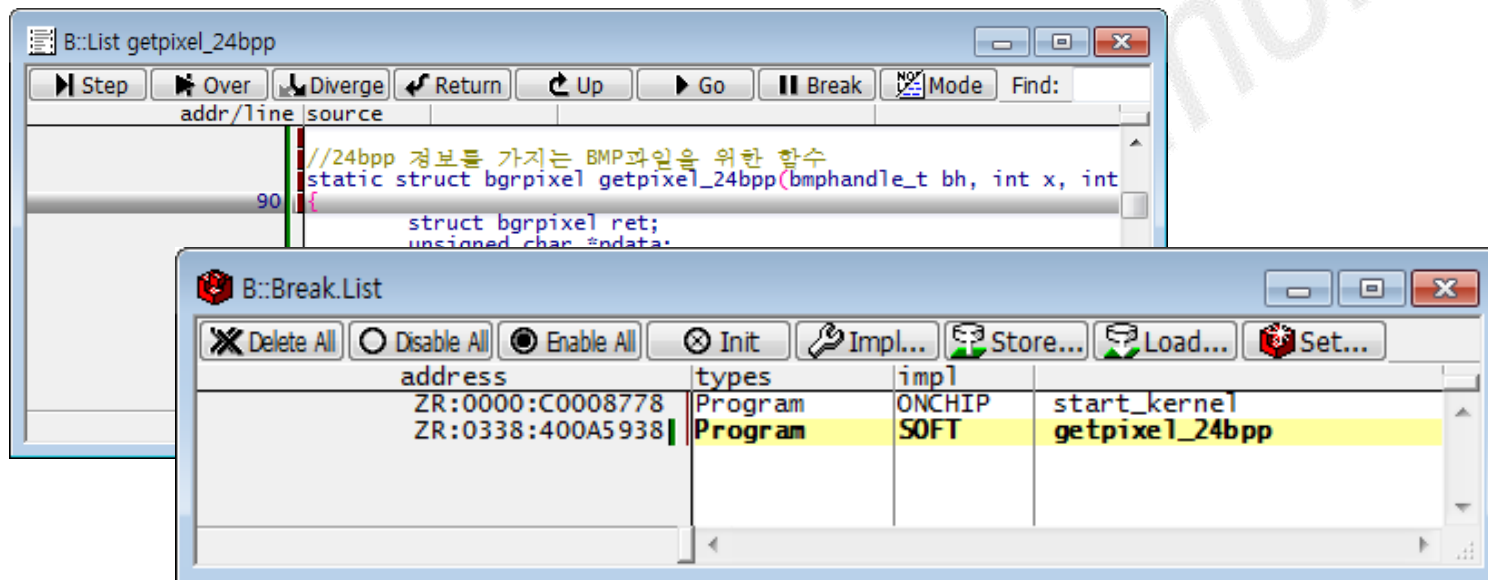 B::List getpixel_24bpp
Step Over Diverge Return Up Go Break Mode Find:
addr/line source
//24bpp 정보를 가지는 BMP파일을 위한 함수
static struct bgrpixel getpixel_24bpp(bmphandle_t bh, int x, int
90 {
struct bgrpixel ret;
unsigned char *pdata;
B::Break.List
Delete All Disable All Enable All Init Impl... Store... Load... Set...
address types impl
ZR:0000:C0008778 Program ONCHIP start_kernel
ZR:0338:400A5938 Program SOFT getpixel_24bpp